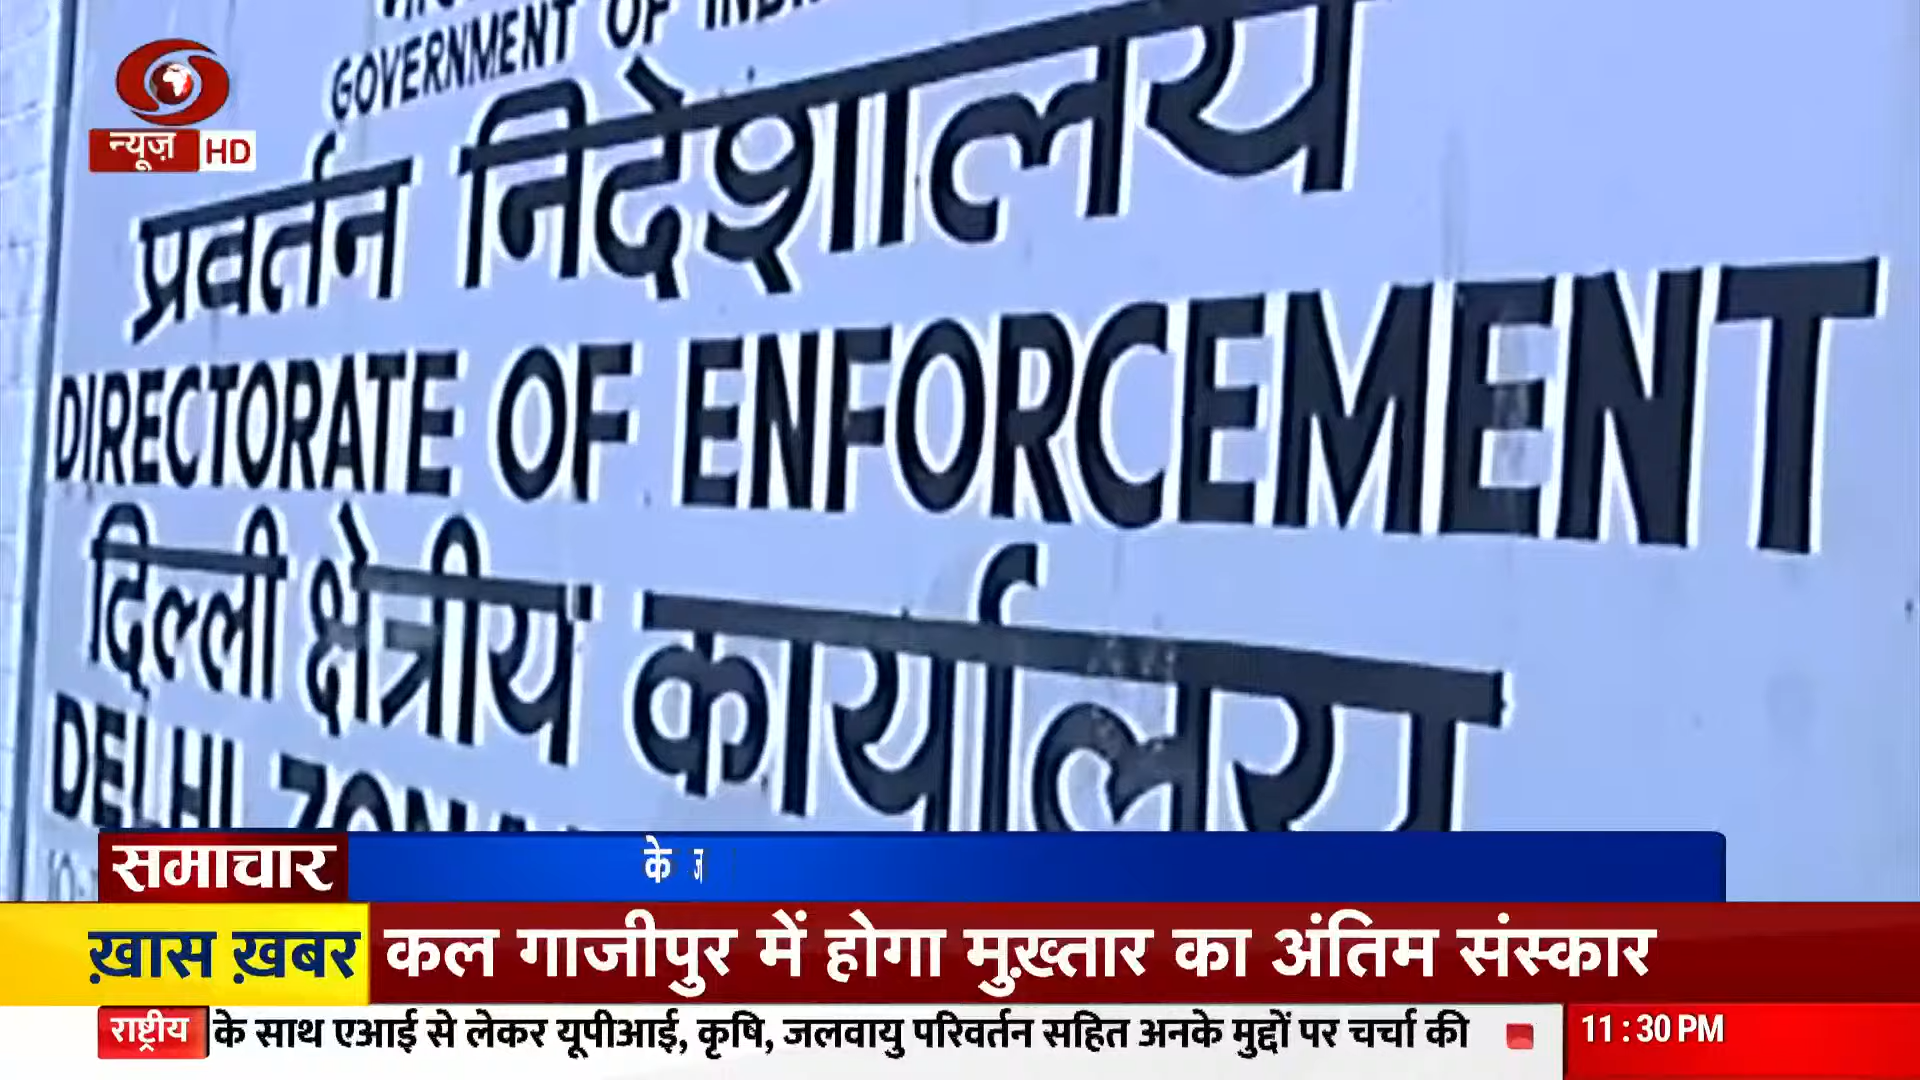 GOVERNMENT OF
न्यूज़ HD
प्रवर्तन निदेशालय
DIRECTORATE OF ENFORCEMENT
दिल्ली क्षेत्रीय कार्यालय
DELHI
समाचार
के
ख़ास ख़बर कल गाजीपुर में होगा मुख़्तार का अंतिम संस्कार
राष्ट्रीय के साथ एआई से लेकर यूपीआई, कृषि, जलवायु परिवर्तन सहित अनके मुद्दों पर चर्चा की 11 : 30 PM